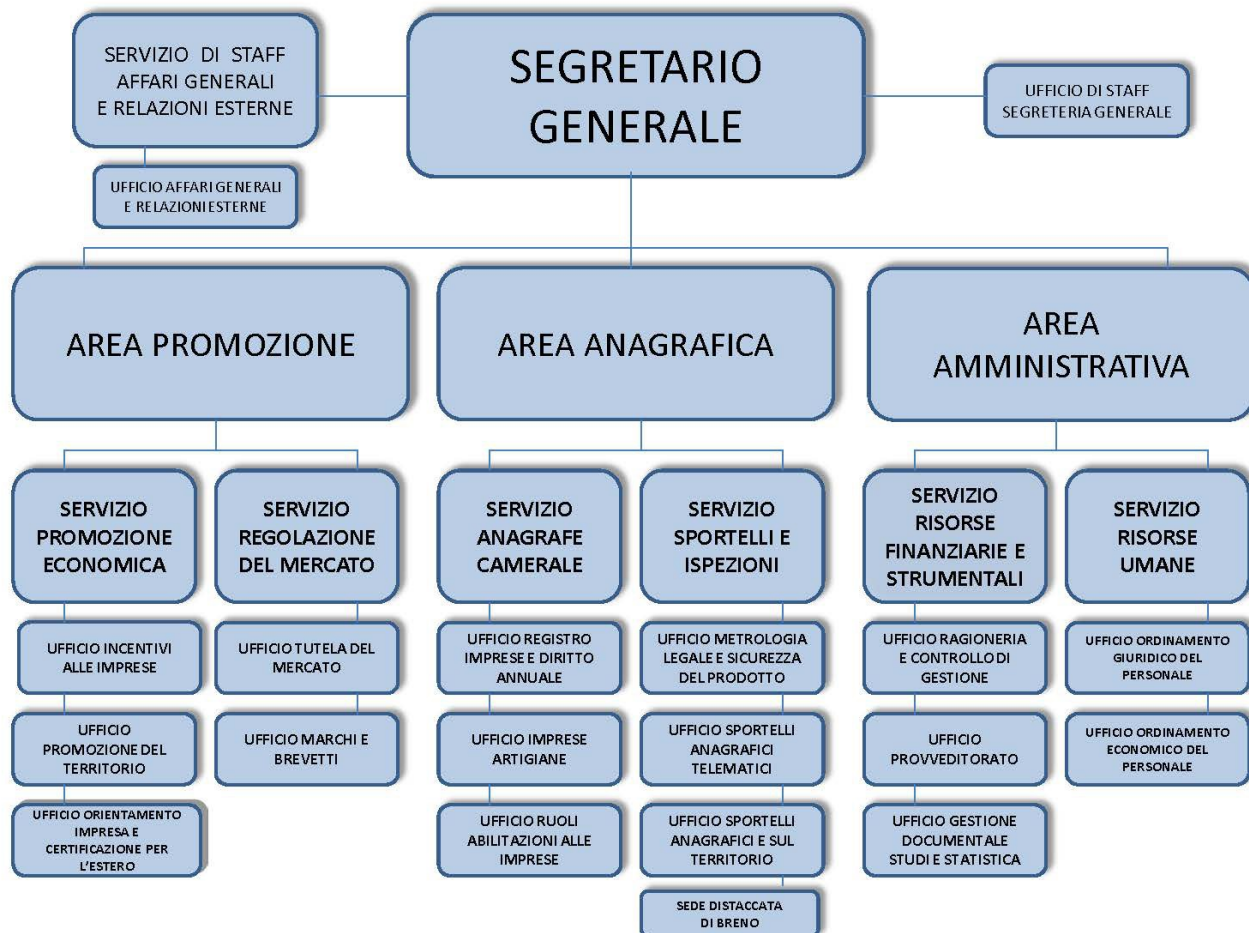 SERVIZIO DI STAFF
AFFARI GENERALI
E RELAZIONI ESTERNE
SEGRETARIO
GENERALE
UFFICIO DI STAFF
SEGRETERIA GENERALE
UFFICIO AFFARI GENERALI
E RELAZIONI ESTERNE
AREA PROMOZIONE
AREA ANAGRAFICA
AREA
AMMINISTRATIVA
SERVIZIO
PROMOZIONE
ECONOMICA
SERVIZIO
REGOLAZIONE
DEL MERCATO
SERVIZIO
ANAGRAFE
CAMERALE
SERVIZIO
SPORTELLI E
ISPEZIONI
SERVIZIO
RISORSE
FINANZIARIE E
STRUMENTALI
SERVIZIO
RISORSE
UMANE
UFFICIO INCENTIVI
ALLE IMPRESE
UFFICIO TUTELA DEL
MERCATO
UFFICIO REGISTRO
IMPRESE E DIRITTO
ANNUALE
UFFICIO METROLOGIA
LEGALE E SICUREZZA
DEL PRODOTTO
UFFICIO RAGIONERIA
E CONTROLLO DI
GESTIONE
UFFICIO ORDINAMENTO
GIURIDICO DEL
PERSONALE
UFFICIO
PROMOZIONE DEL
TERRITORIO
UFFICIO MARCHI E
BREVETTI
UFFICIO IMPRESE
ARTIGIANE
UFFICIO SPORTELLI
ANAGRAFICI
TELEMATICI
UFFICIO
PROVVEDITORATO
UFFICIO ORDINAMENTO
ECONOMICO DEL
PERSONALE
UFFICIO ORIENTAMENTO
IMPRESA E
CERTIFICAZIONE PER
L'ESTERO
UFFICIO RUOLI
ABILITAZIONI ALLE
IMPRESE
UFFICIO SPORTELLI
ANAGRAFICI E SUL
TERRITORIO
UFFICIO GESTIONE
DOCUMENTALE
STUDI E STATISTICA
SEDE DISTACCATA
DI BRENO